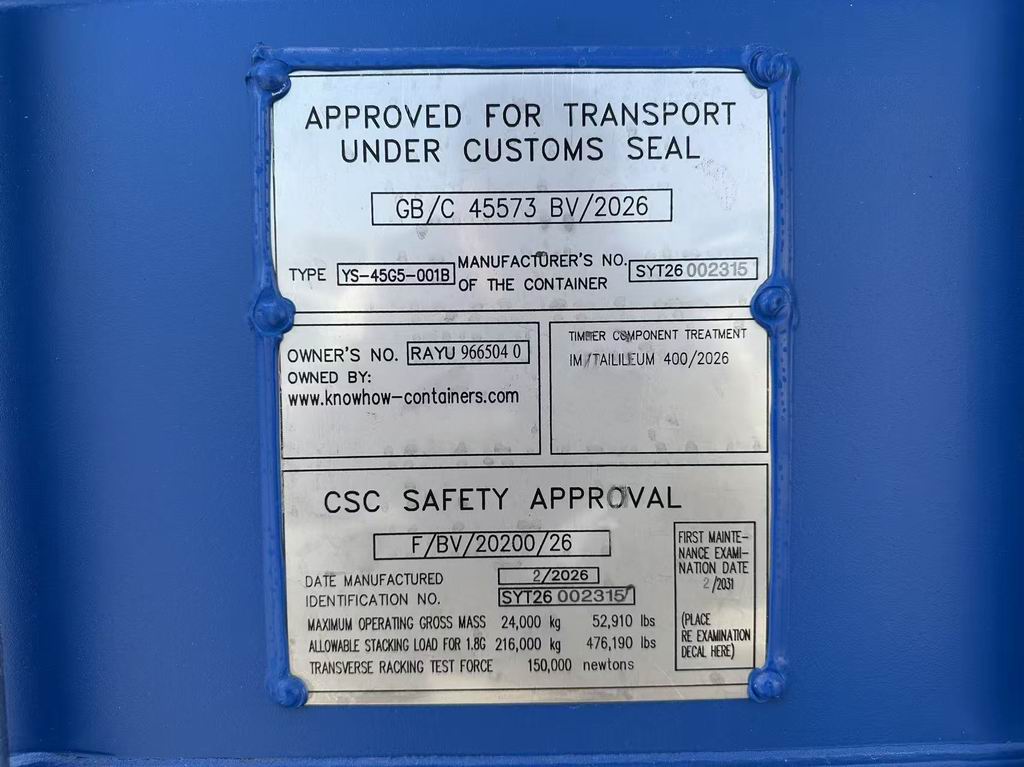 APPROVED FOR TRANSPORT
UNDER CUSTOMS SEAL
GB/C 45573 BV/2026
TYPE YS-45G5-001B MANUFACTURER'S NO. OF THE CONTAINER SYT26 002315
OWNER'S NO. RAYU 966504 0
OWNED BY:
www.knowhow-containers.com
TIMBER COMPONENT TREATMENT
IM/TAILILEUM 400/2026
CSC SAFETY APPROVAL
F/BV/20200/26
DATE MANUFACTURED 2/2026
IDENTIFICATION NO. SYT26 002315
MAXIMUM OPERATING GROSS MASS 24,000 kg 52,910 lbs
ALLOWABLE STACKING LOAD FOR 1.8G 216,000 kg 476,190 lbs
TRANSVERSE RACKING TEST FORCE 150,000 newtons
FIRST MAINTE-
NANCE EXAMI-
NATION DATE
2/2031
(PLACE
RE EXAMINATION
DECAL HERE)